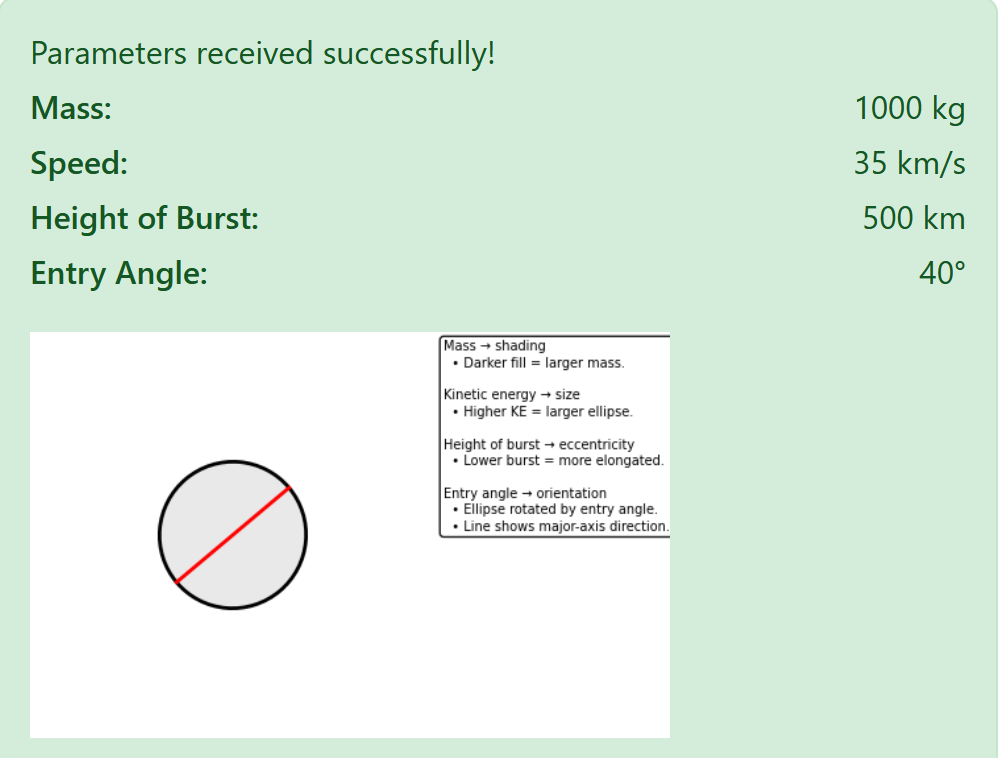 Parameters received successfully!
Mass: 1000 kg
Speed: 35 km/s
Height of Burst: 500 km
Entry Angle: 40°
Mass → shading
• Darker fill = larger mass.
Kinetic energy → size
• Higher KE = larger ellipse.
Height of burst → eccentricity
• Lower burst = more elongated.
Entry angle → orientation
• Ellipse rotated by entry angle.
• Line shows major-axis direction.